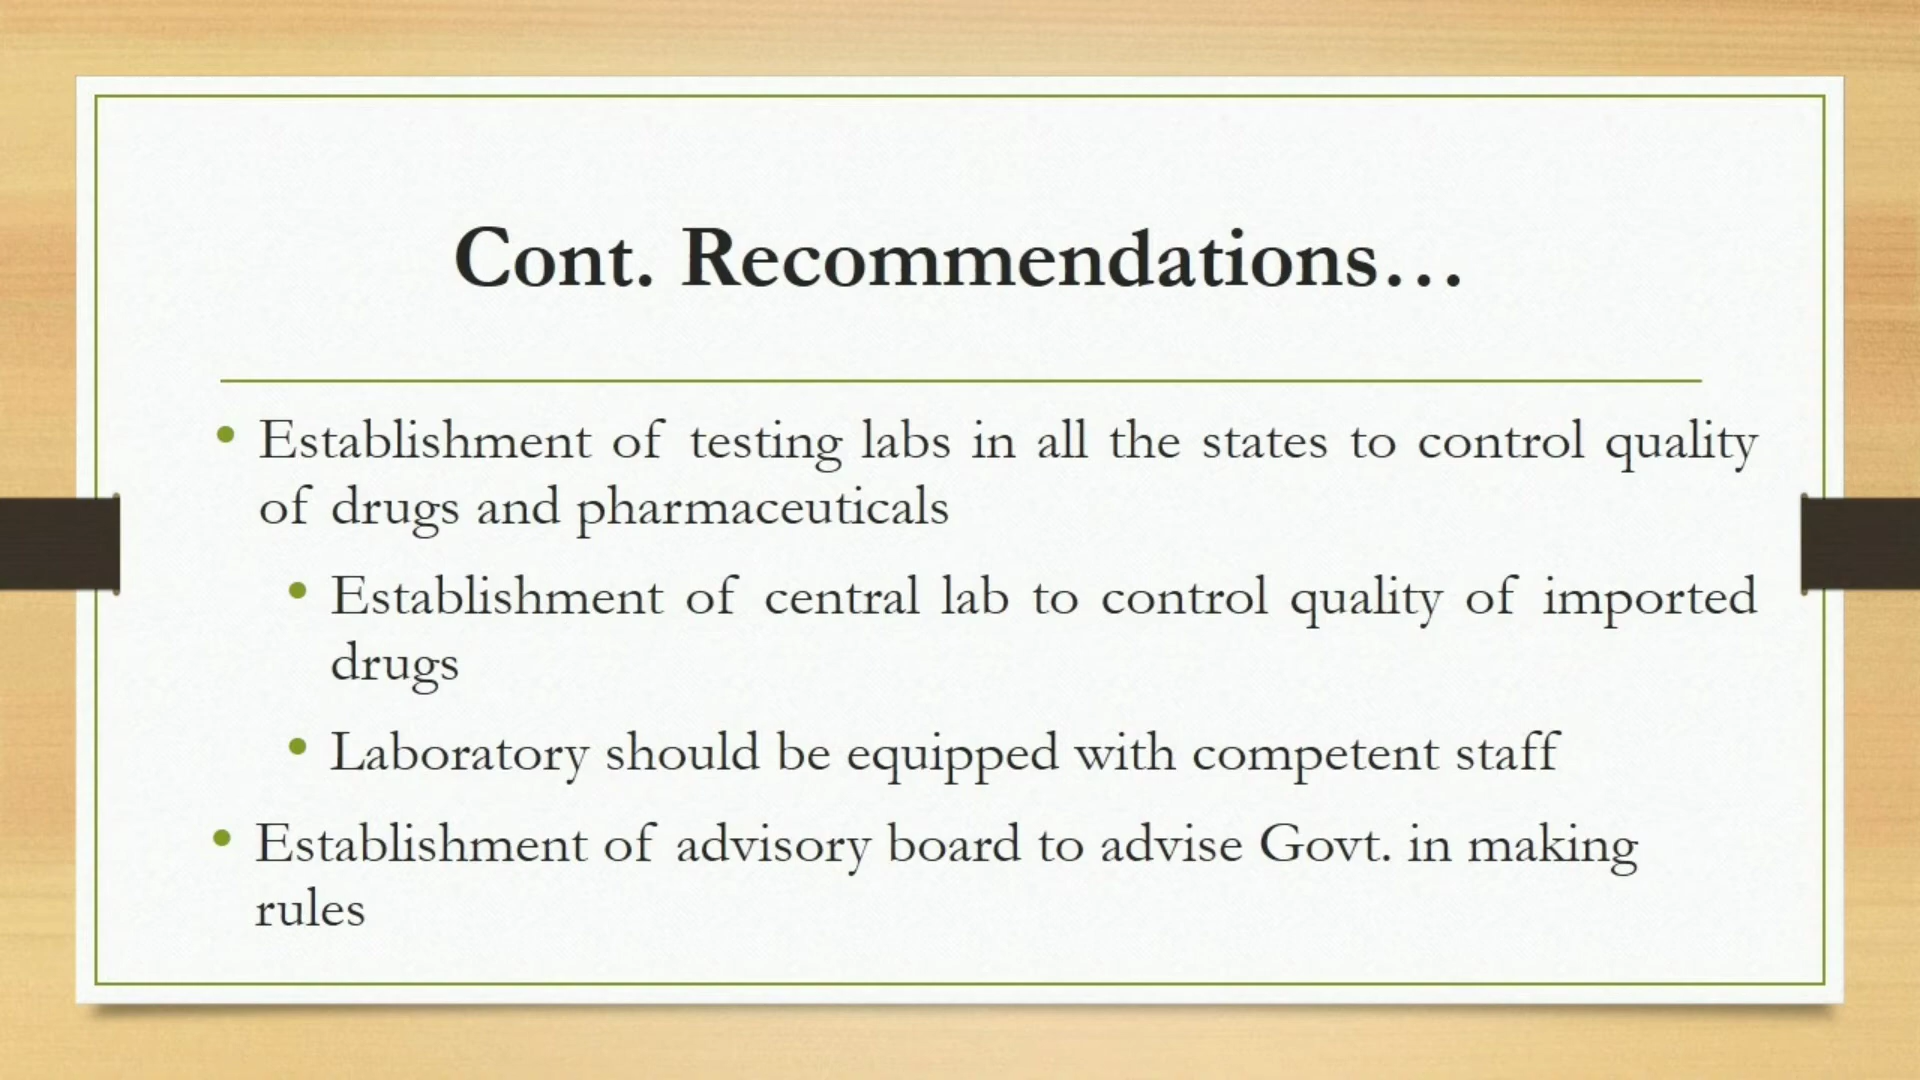 Cont. Recommendations…
• Establishment of testing labs in all the states to control quality
of drugs and pharmaceuticals
• Establishment of central lab to control quality of imported
drugs
• Laboratory should be equipped with competent staff
• Establishment of advisory board to advise Govt. in making
rules